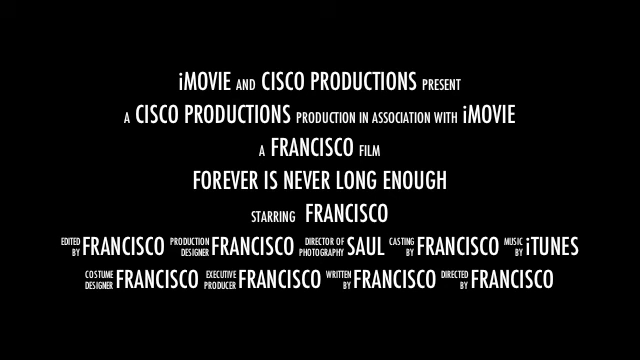 iMOVIE AND CISCO PRODUCTIONS PRESENT
A CISCO PRODUCTIONS PRODUCTION IN ASSOCIATION WITH iMOVIE
A FRANCISCO FILM
FOREVER IS NEVER LONG ENOUGH
STARRING FRANCISCO
EDITED BY FRANCISCO PRODUCTION DESIGNER FRANCISCO DIRECTOR OF PHOTOGRAPHY SAUL CASTING BY FRANCISCO MUSIC BY iTUNES
COSTUME DESIGNER FRANCISCO EXECUTIVE PRODUCER FRANCISCO WRITTEN BY FRANCISCO DIRECTED BY FRANCISCO